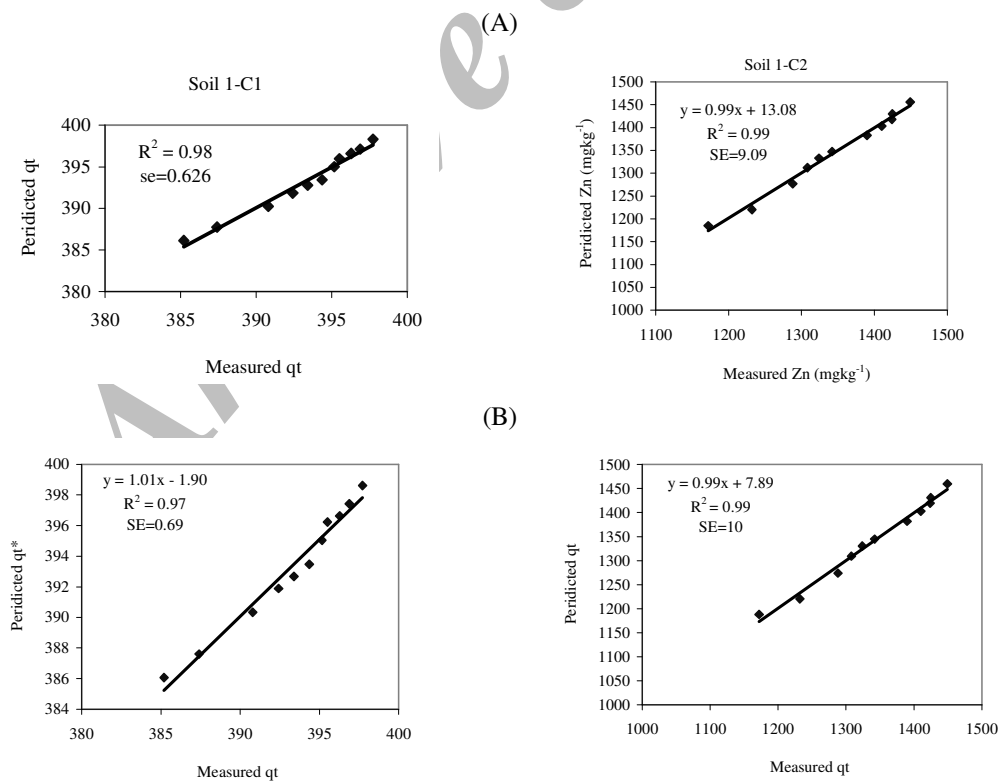 (A)
Soil 1-C1
R² = 0.98
se=0.626
400
395
390
385
380
380 385 390 395 400
Peridicted qt
Measured qt
Soil 1-C2
y = 0.99x + 13.08
R² = 0.99
SE=9.09
1500
1450
1400
1350
1300
1250
1200
1150
1100
1050
1000
1100 1200 1300 1400 1500
Peridicted Zn (mgkg⁻¹)
Measured Zn (mgkg⁻¹)
(B)
y = 1.01x - 1.90
R² = 0.97
SE=0.69
400
398
396
394
392
390
388
386
384
380 385 390 395 400
Peridicted qt*
Measured qt
y = 0.99x + 7.89
R² = 0.99
SE=10
1500
1450
1400
1350
1300
1250
1200
1150
1100
1050
1000
1000 1100 1200 1300 1400 1500
Peridicted qt
Measured qt